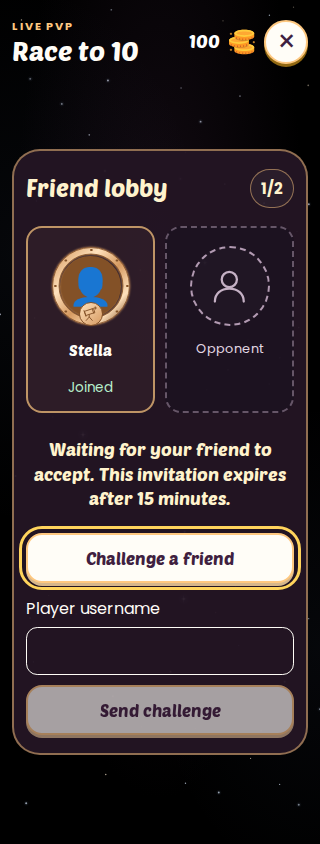 LIVE PVP
Race to 10
100
Friend lobby
1/2
Stella
Joined
Opponent
Waiting for your friend to
accept. This invitation expires
after 15 minutes.
Challenge a friend
Player username
Send challenge